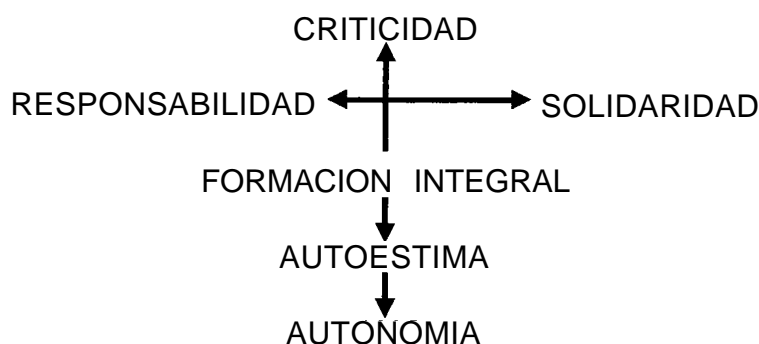 CRITICIDAD
RESPONSABILIDAD SOLIDARIDAD
FORMACION INTEGRAL
AUTOESTIMA
AUTONOMIA